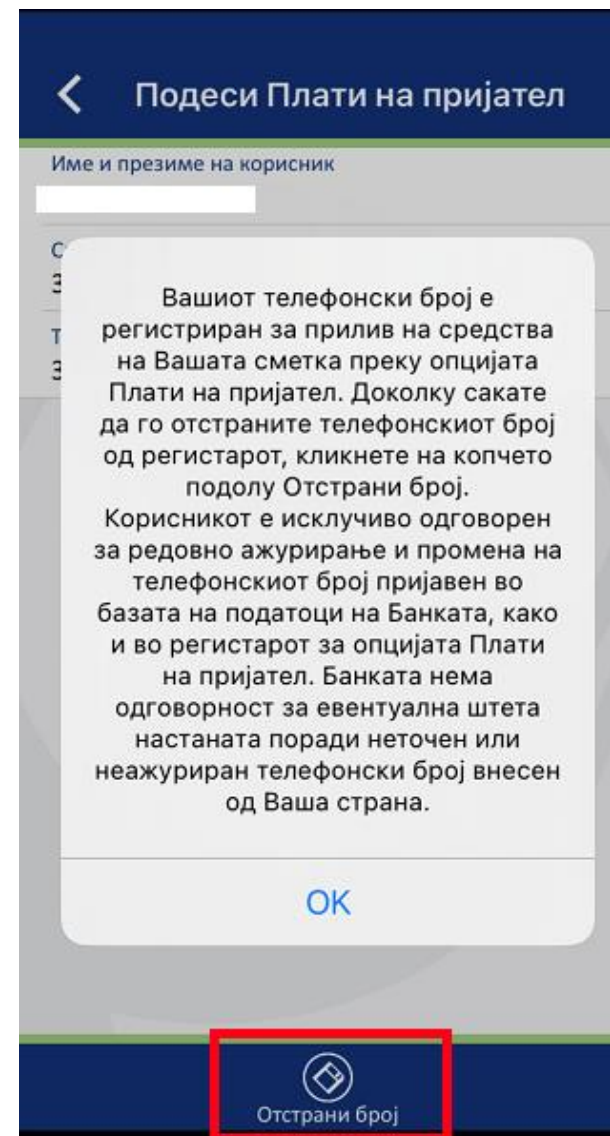 Подеси Плати на пријател
Име и презиме на корисник
Вашиот телефонски број е
регистриран за прилив на средства
на Вашата сметка преку опцијата
Плати на пријател. Доколку сакате
да го отстраните телефонскиот број
од регистарот, кликнете на копчето
подолу Отстрани број.
Корисникот е исклучиво одговорен
за редовно ажурирање и промена на
телефонскиот број пријавен во
базата на податоци на Банката, како
и во регистарот за опцијата Плати
на пријател. Банката нема
одговорност за евентуална штета
настаната поради неточен или
неажуриран телефонски број внесен
од Ваша страна.
OK
Отстрани број